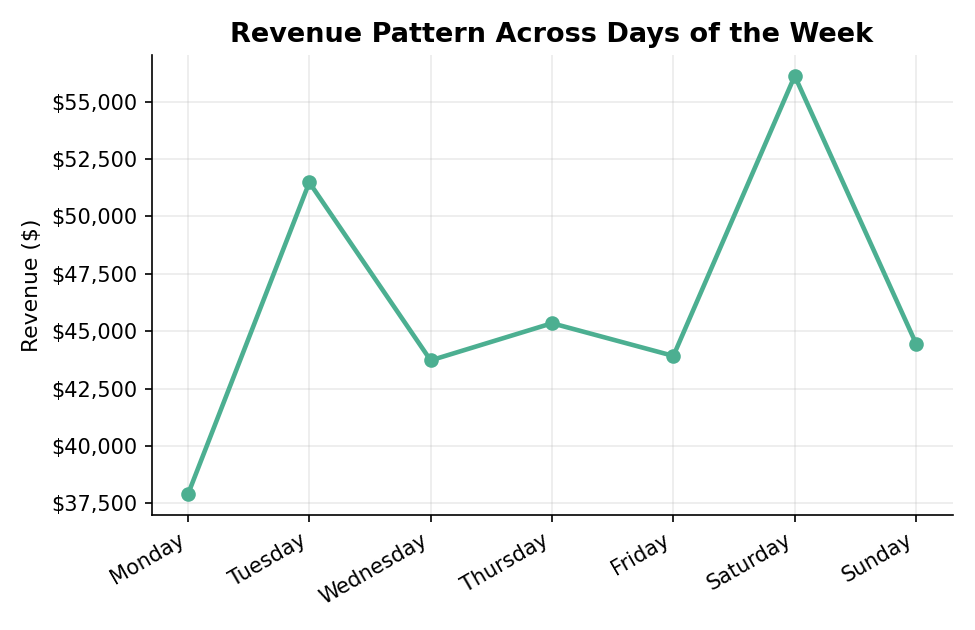 Revenue Pattern Across Days of the Week
Revenue ($)
$55,000
$52,500
$50,000
$47,500
$45,000
$42,500
$40,000
$37,500
Monday
Tuesday
Wednesday
Thursday
Friday
Saturday
Sunday